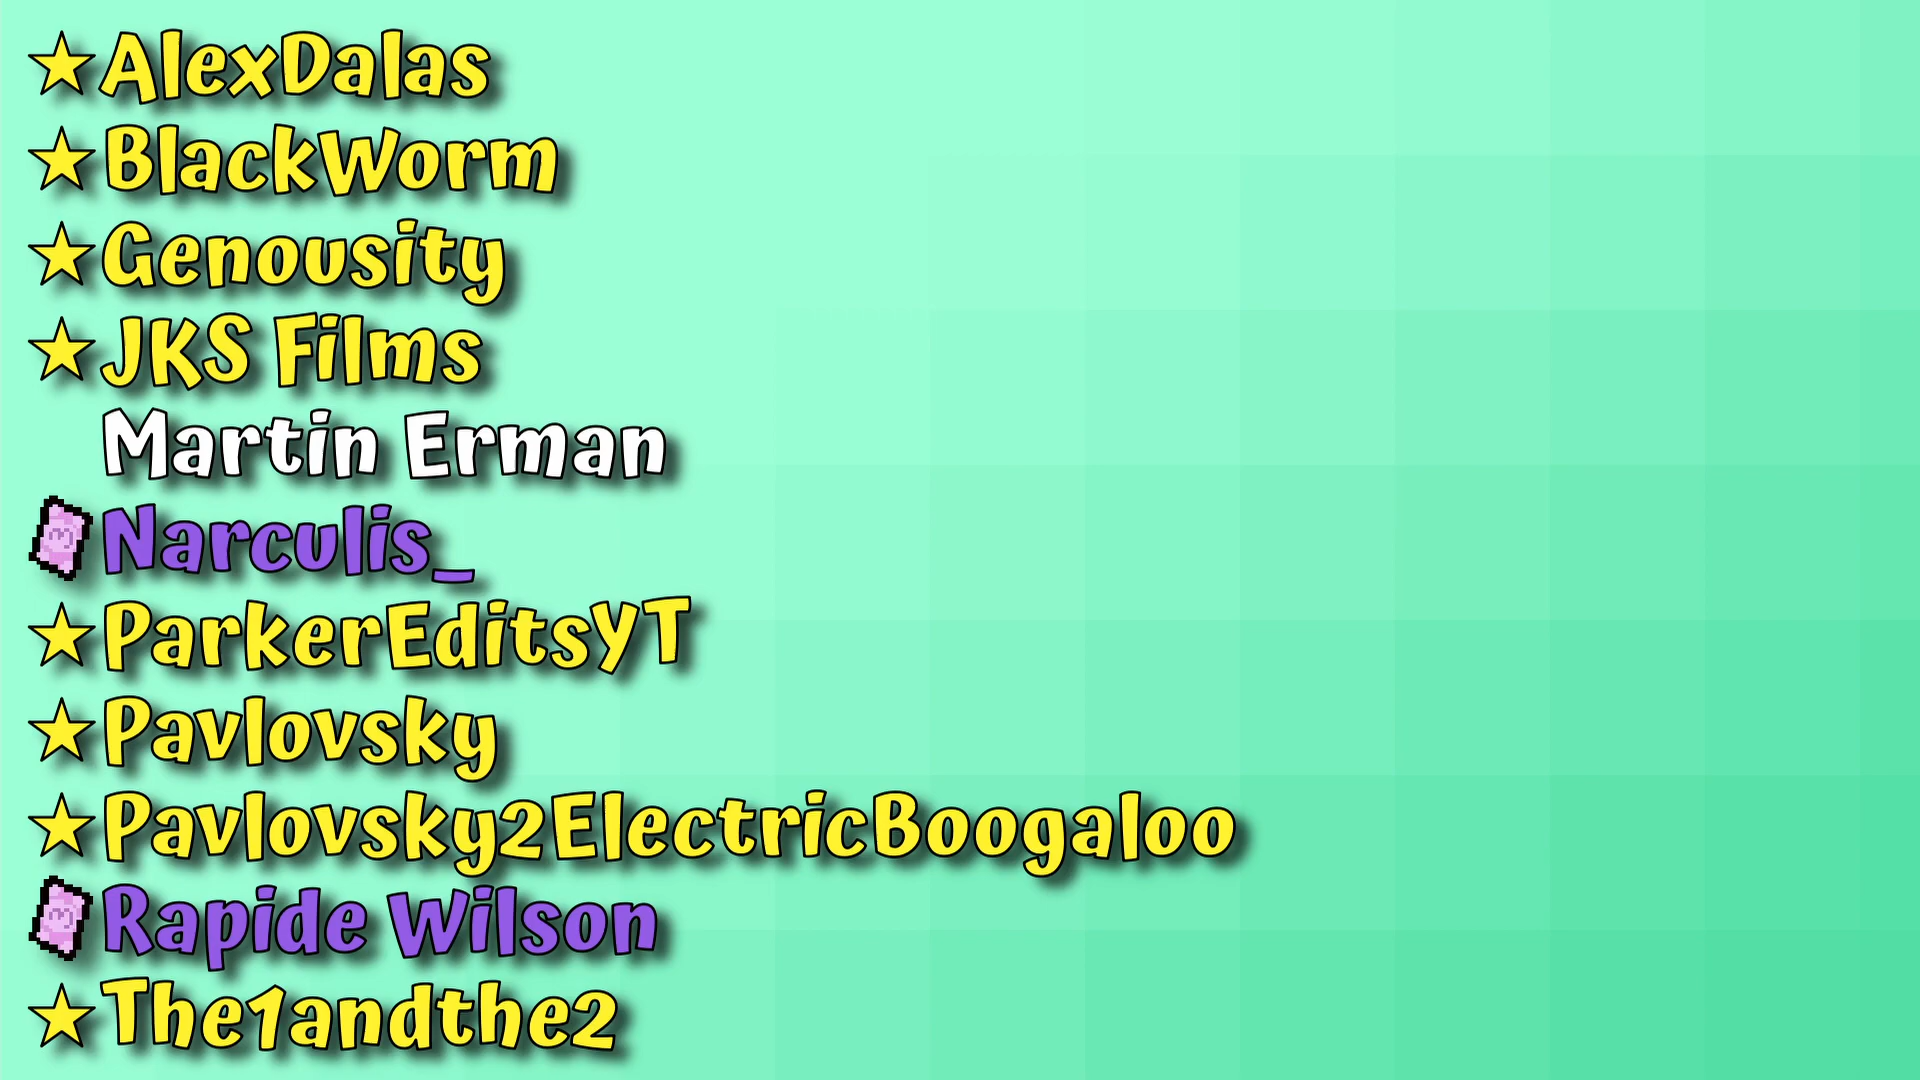 ★AlexDalas
★BlackWorm
★Genousity
★JKS Films
Martin Erman
Narculis_
★ParkerEditsYT
★Pavlovsky
★Pavlovsky2ElectricBoogaloo
Rapide Wilson
★The1andthe2